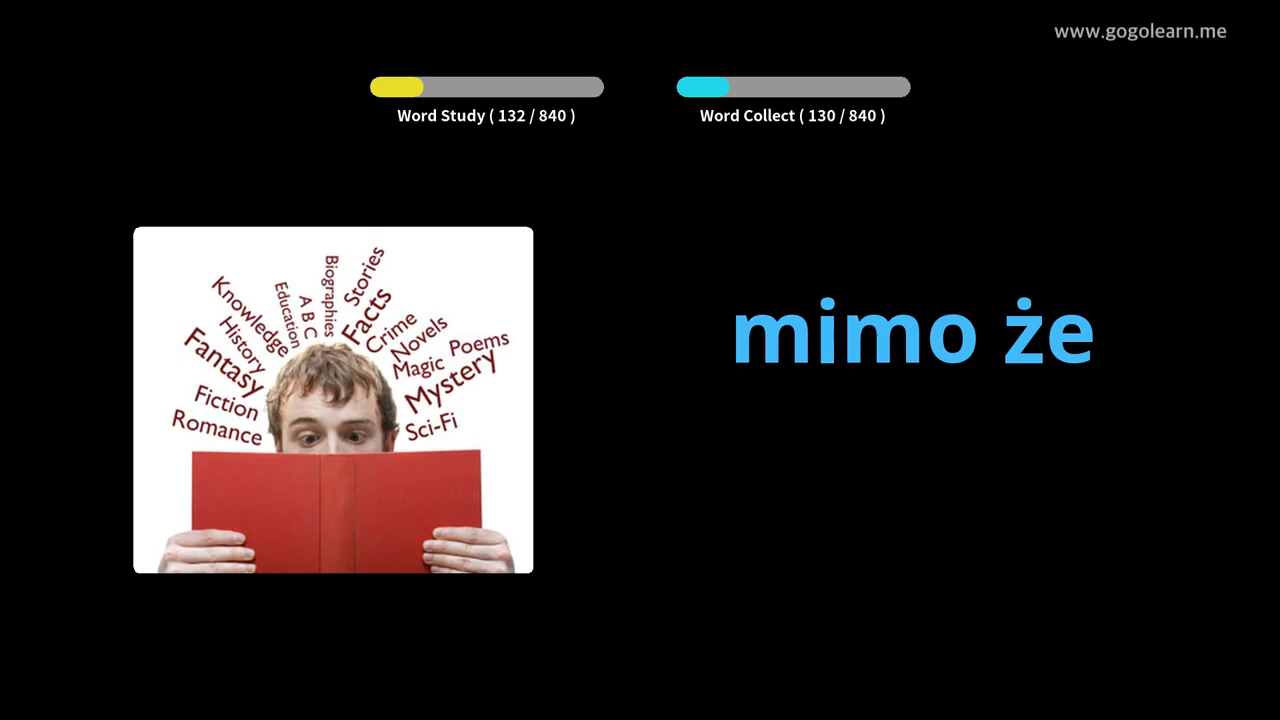 www.gogolearn.me
Word Study ( 132 / 840 )
Word Collect ( 130 / 840 )
Romance
Fiction
Fantasy
History
Knowledge
Education
A B C
Biographies
Stories
Facts
Crime
Novels
Magic
Poems
Mystery
Sci-Fi
mimo że